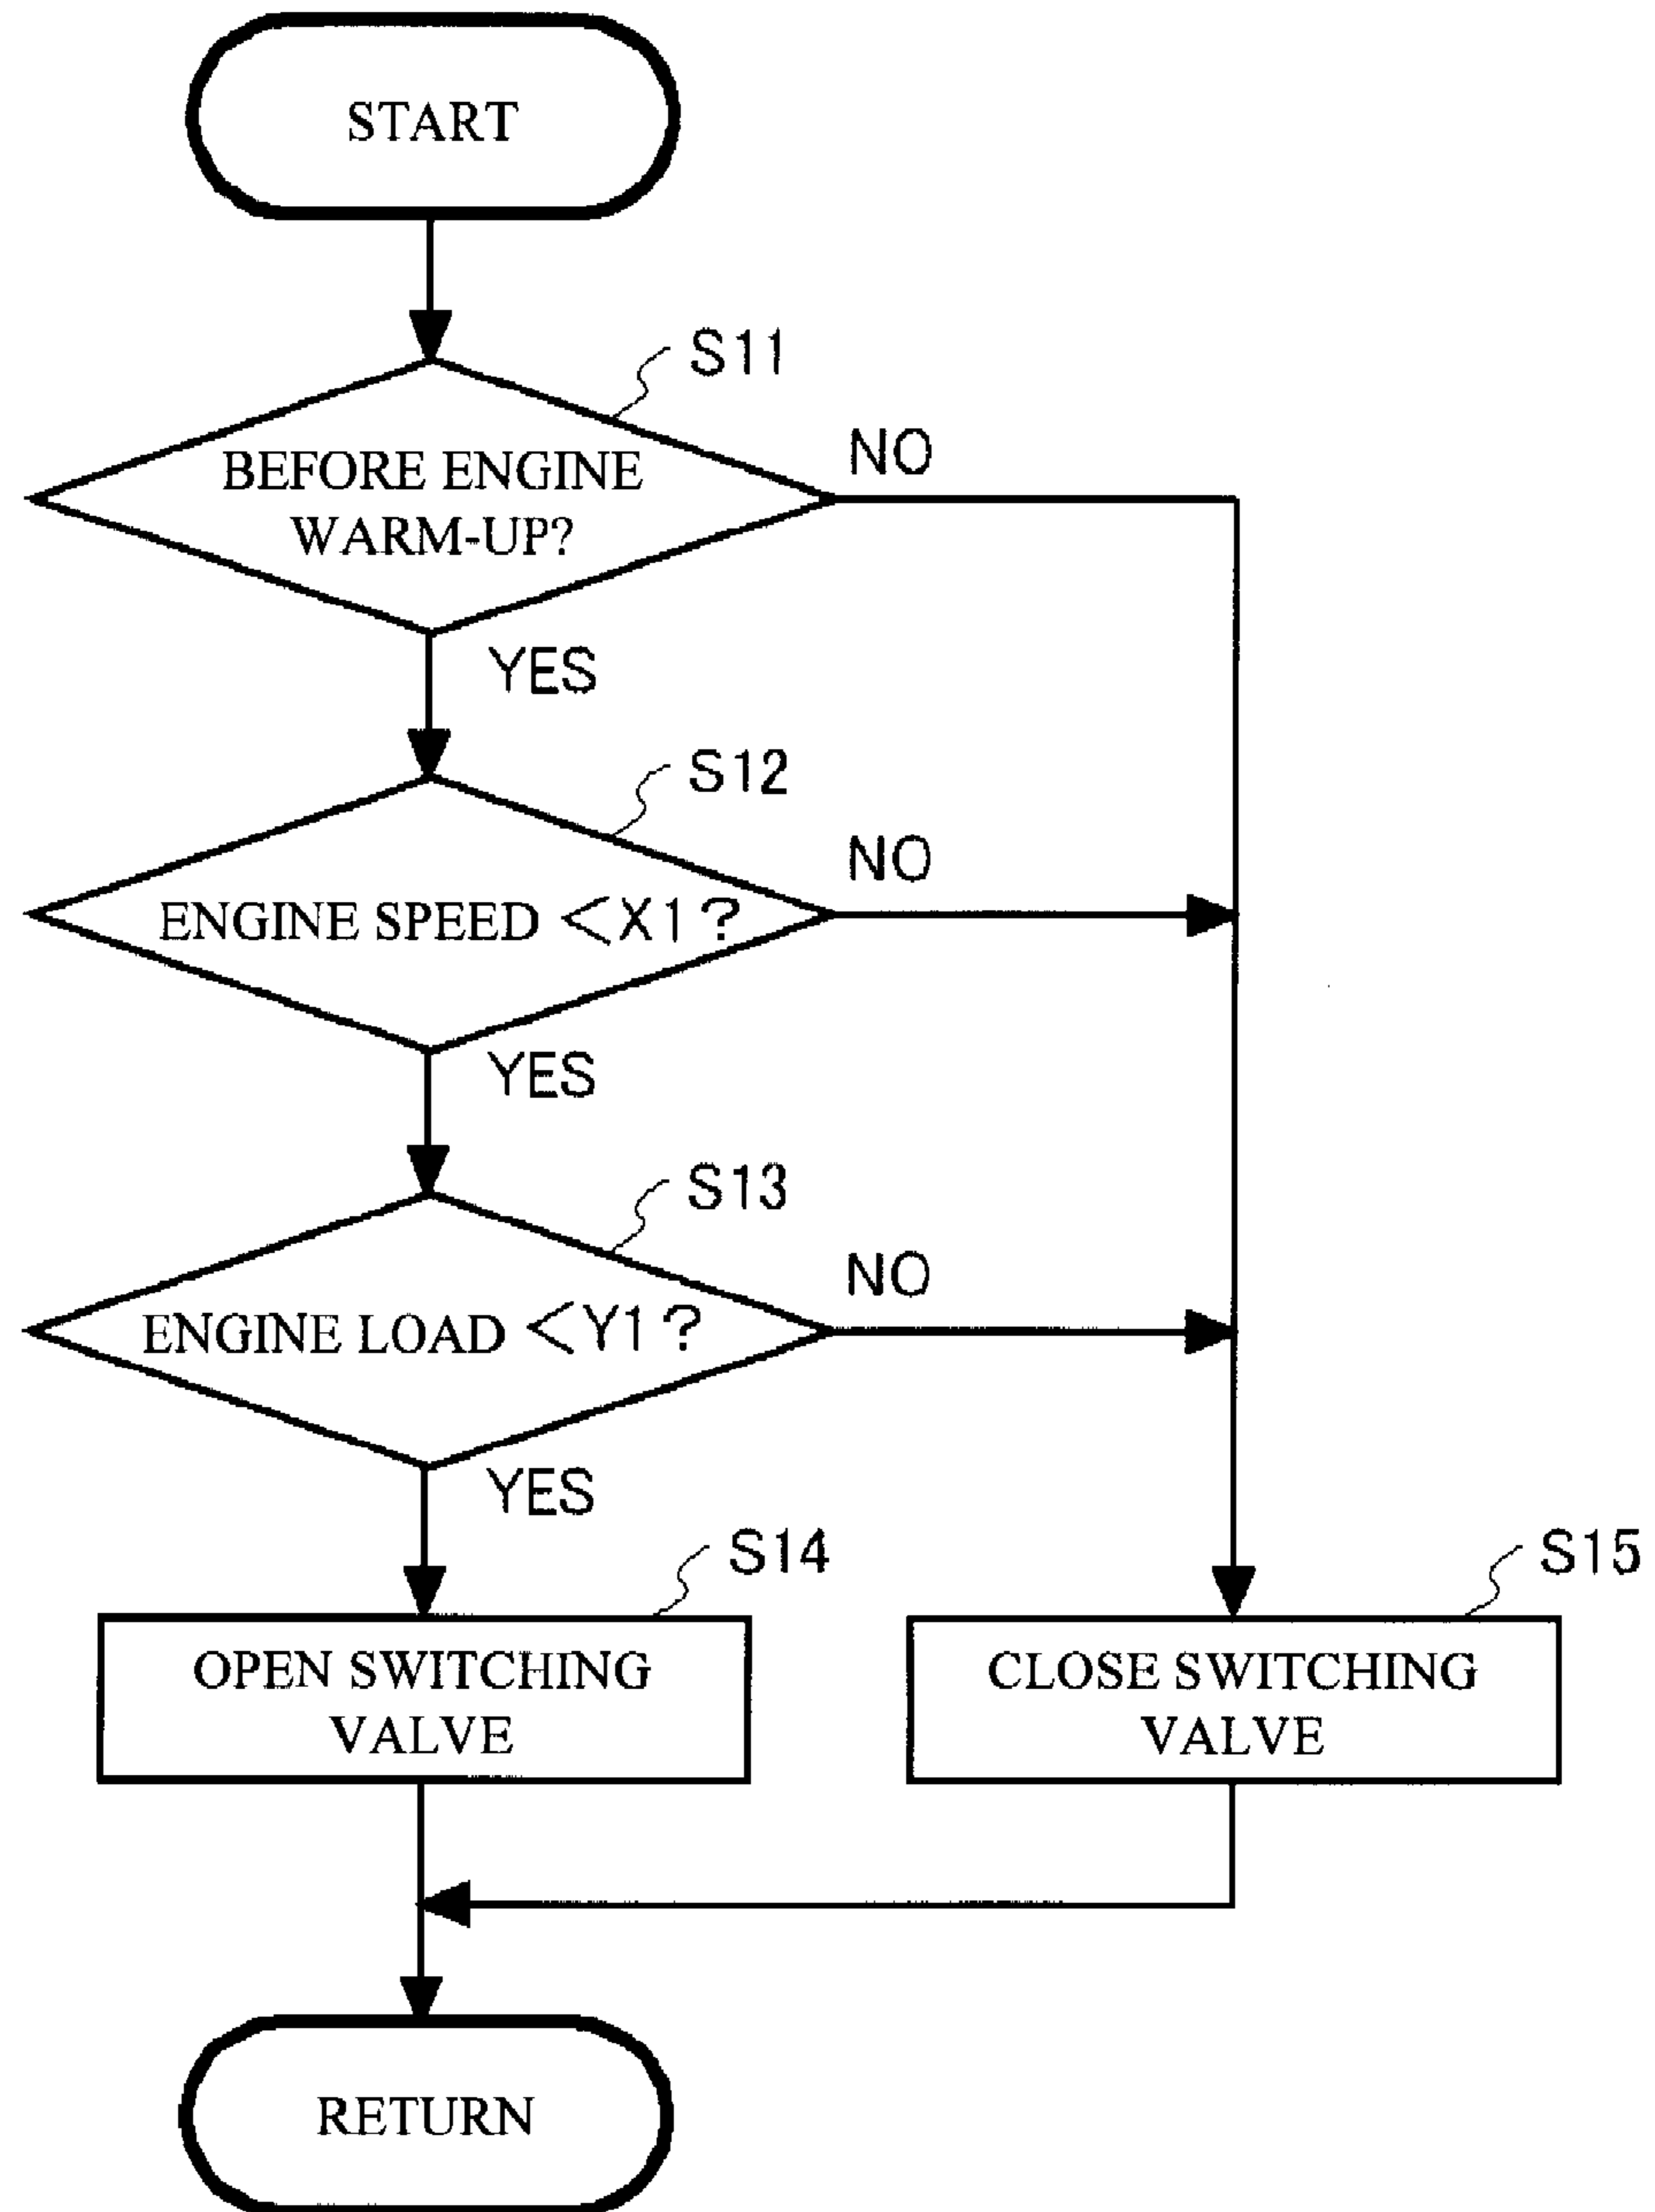 START
S11
BEFORE ENGINE
WARM-UP?
NO
YES
S12
ENGINE SPEED <X1?
NO
YES
S13
ENGINE LOAD <Y1?
NO
YES
S14
OPEN SWITCHING
VALVE
S15
CLOSE SWITCHING
VALVE
RETURN